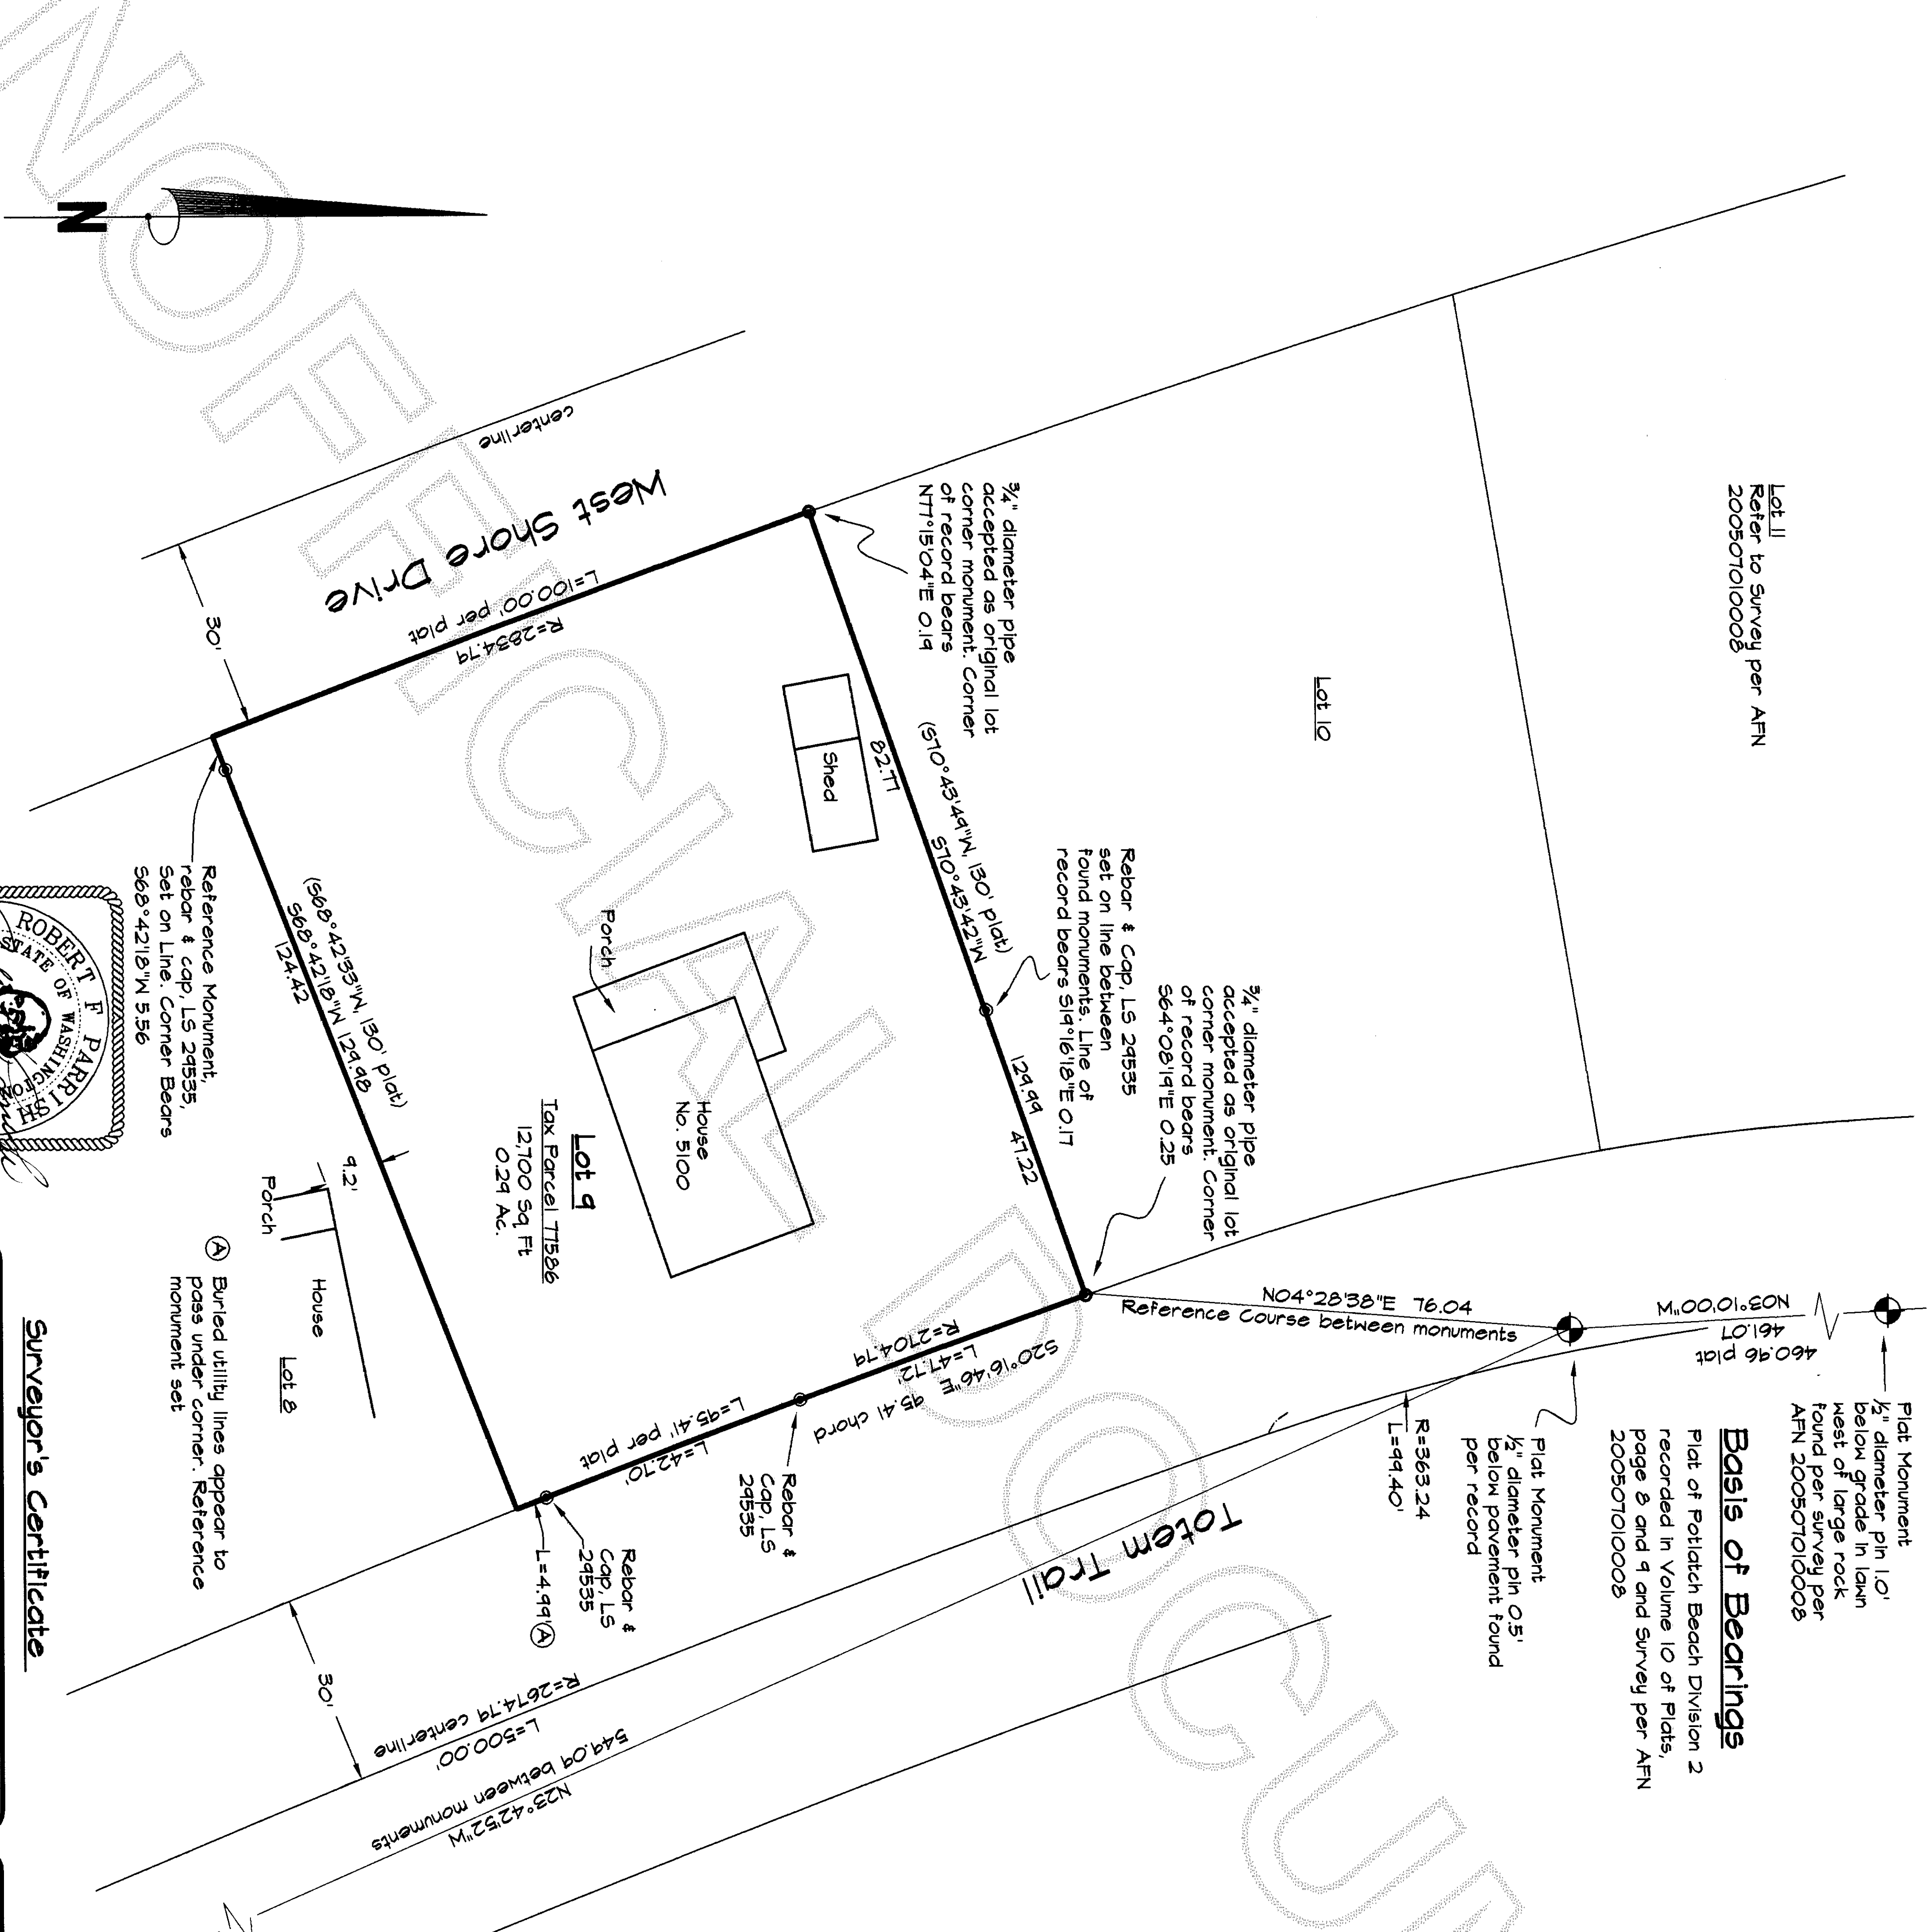 Lot 11
Refer to Survey per AFN
200507010008
Plat Monument
½" diameter pin 1.0'
below grade in lawn
west of large rock
found per survey per
AFN 200507010008
Basis of Bearings
Plat of Potlatch Beach Division 2
recorded in Volume 10 of Plats,
page 8 and 9 and Survey per AFN
200507010008
N03°10'00"W
461.07
460.96 plat
Plat Monument
½" diameter pin 0.5'
below pavement found
per record
R=363.24
L=99.40'
N04°28'38"E 76.04
Reference Course between monuments
Lot 10
¾" diameter pipe
accepted as original lot
corner monument. Corner
of record bears
S64°08'19"E 0.25
Rebar & Cap, LS 29535
set on line between
found monuments. Line of
record bears S19°16'18"E 0.17
¾" diameter pipe
accepted as original lot
corner monument. Corner
of record bears
N77°15'04"E 0.19
(S70°43'49"W, 130' plat)
S70°43'42"W
129.99
82.77
47.22
Shed
centerline
West Shore Drive
L=100.00' per plat
R=2834.79
30'
Porch
House
No. 5100
Lot 9
Tax Parcel 77586
12,700 Sq Ft
0.29 Ac.
R=2704.79
L=47.72'
S20°16'46"E
95.41 chord
L=95.41' per plat
L=42.70'
Rebar &
Cap, LS
29535
Rebar &
Cap, LS
29535
L=4.99' A
Totem Trail
R=2674.79 centerline
L=500.00'
549.09 between monuments
N23°42'52"W
30'
(S68°42'33"W, 130' plat)
S68°42'18"W 129.98
124.42
9.2'
Porch
House
Lot 8
A Buried utility lines appear to
pass under corner. Reference
monument set
Reference Monument,
rebar & cap, LS 29535,
Set on Line. Corner Bears
S68°42'18"W 5.56
ROBERT F PARRISH
STATE OF WASHINGTON
Surveyor's Certificate
N
UNOFFICIAL DOCUM